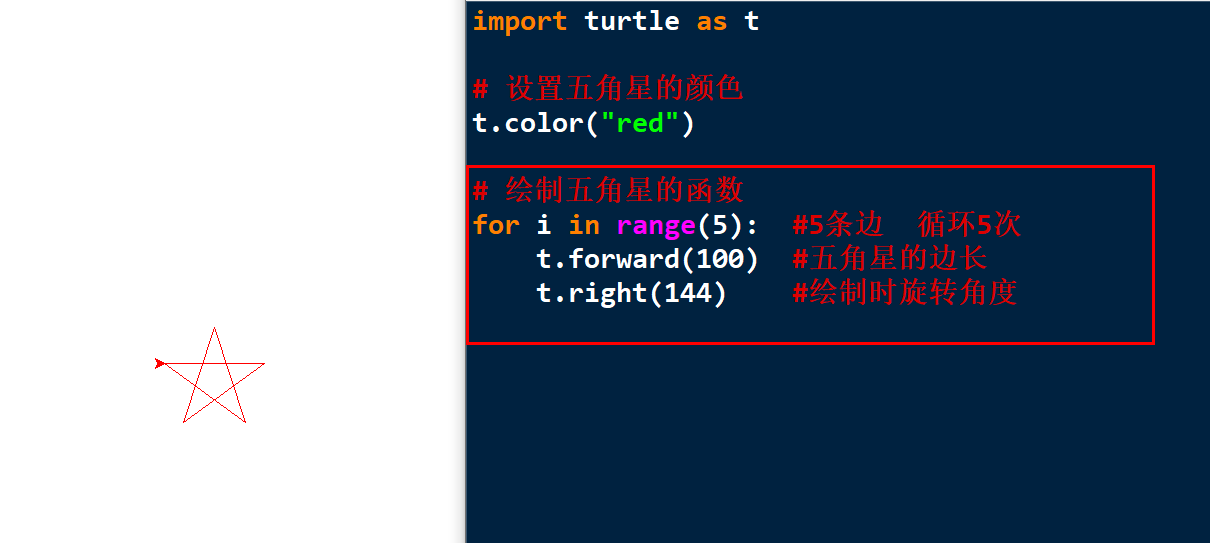 import turtle as t
# 设置五角星的颜色
t.color("red")
# 绘制五角星的函数
for i in range(5):  #5条边  循环5次
    t.forward(100)  #五角星的边长
    t.right(144)    #绘制时旋转角度